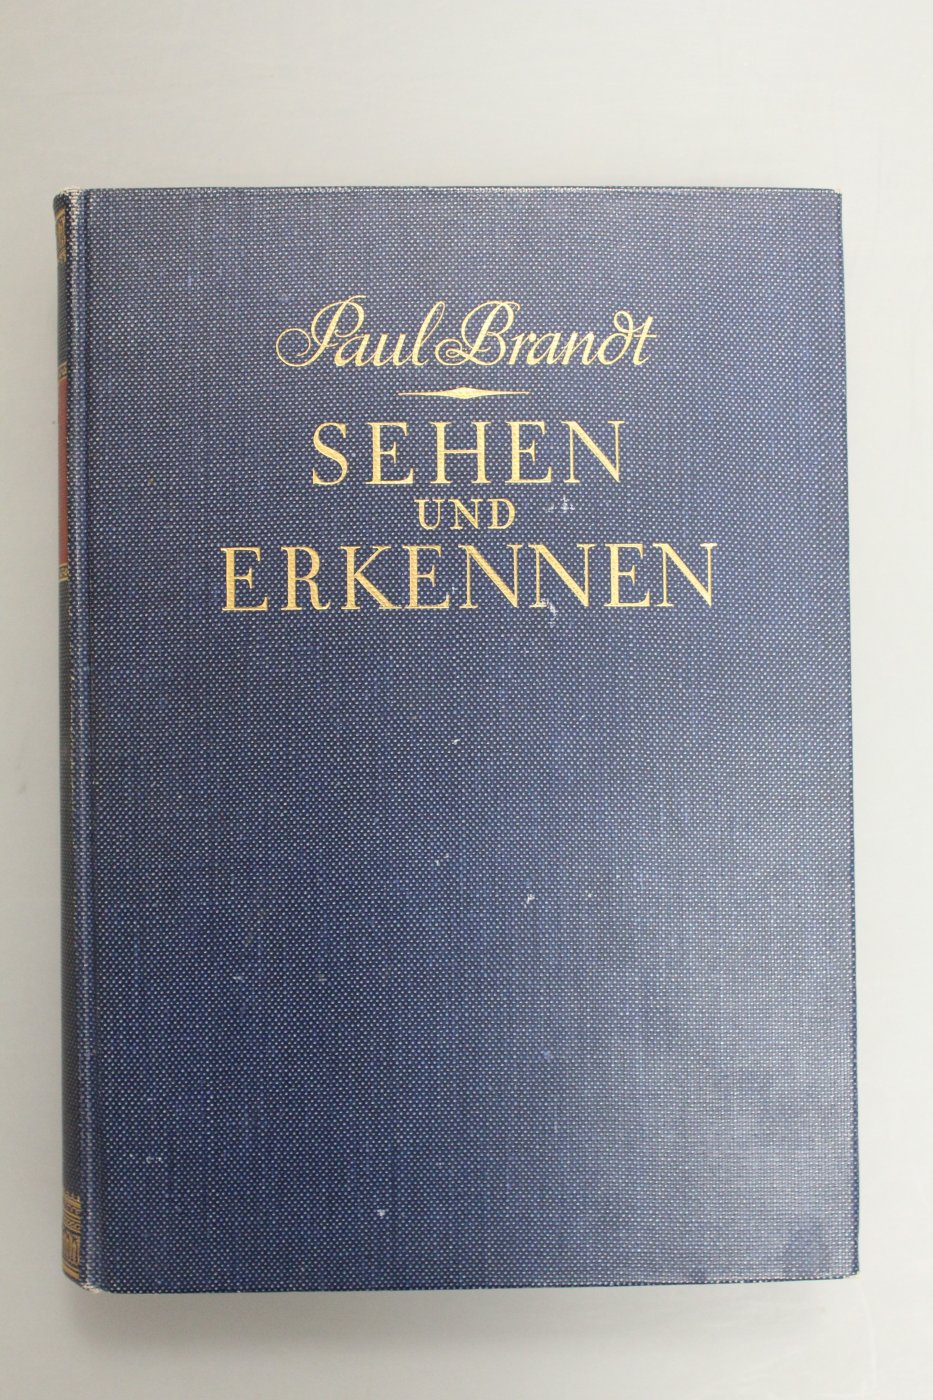 Paul Brandt
SEHEN
UND
ERKENNEN